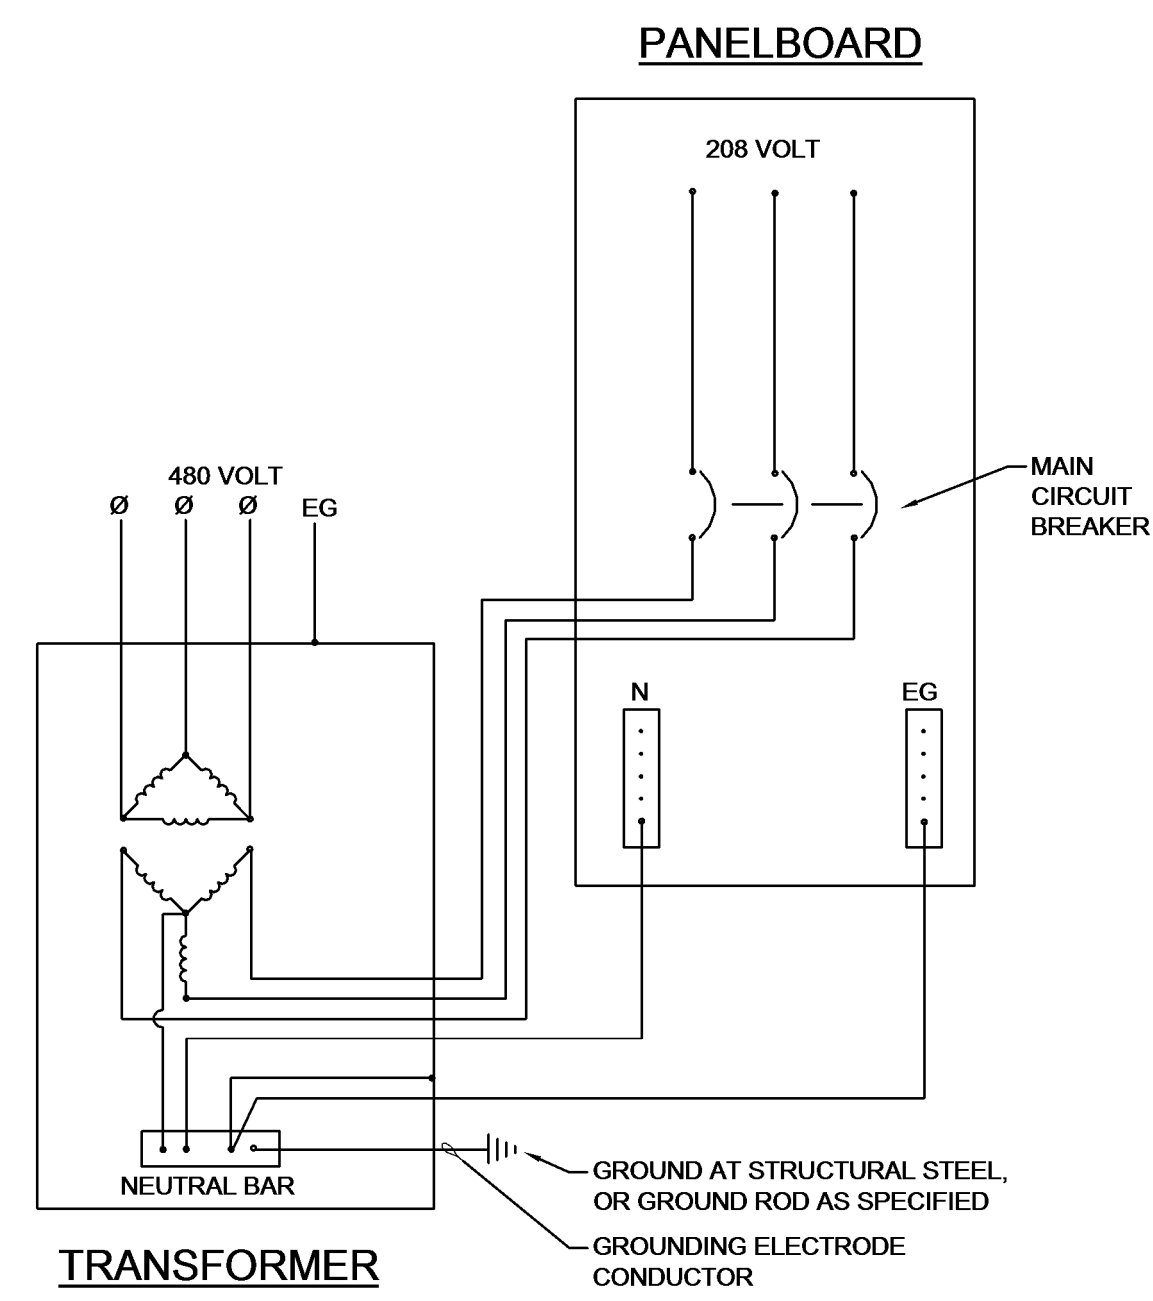 PANELBOARD
208 VOLT
MAIN
CIRCUIT
BREAKER
480 VOLT
Ø Ø Ø EG
N EG
NEUTRAL BAR
GROUND AT STRUCTURAL STEEL,
OR GROUND ROD AS SPECIFIED
GROUNDING ELECTRODE
CONDUCTOR
TRANSFORMER